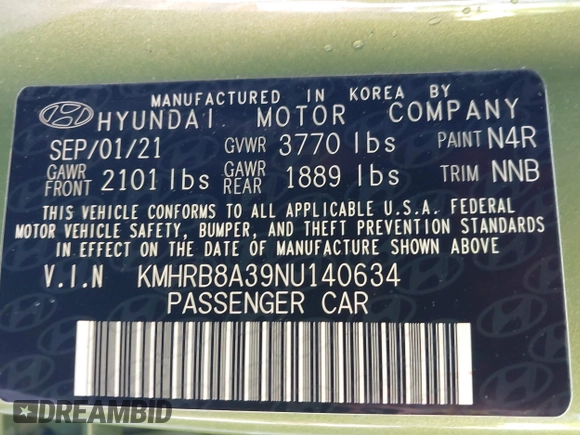 MANUFACTURED IN KOREA BY
HYUNDAI MOTOR COMPANY
SEP/01/21 GVWR 3770 lbs PAINT N4R
GAWR FRONT 2101 lbs GAWR REAR 1889 lbs TRIM NNB
THIS VEHICLE CONFORMS TO ALL APPLICABLE U.S.A. FEDERAL
MOTOR VEHICLE SAFETY, BUMPER, AND THEFT PREVENTION STANDARDS
IN EFFECT ON THE DATE OF MANUFACTURE SHOWN ABOVE
V.I.N KMHRB8A39NU140634
PASSENGER CAR
DREAMBID